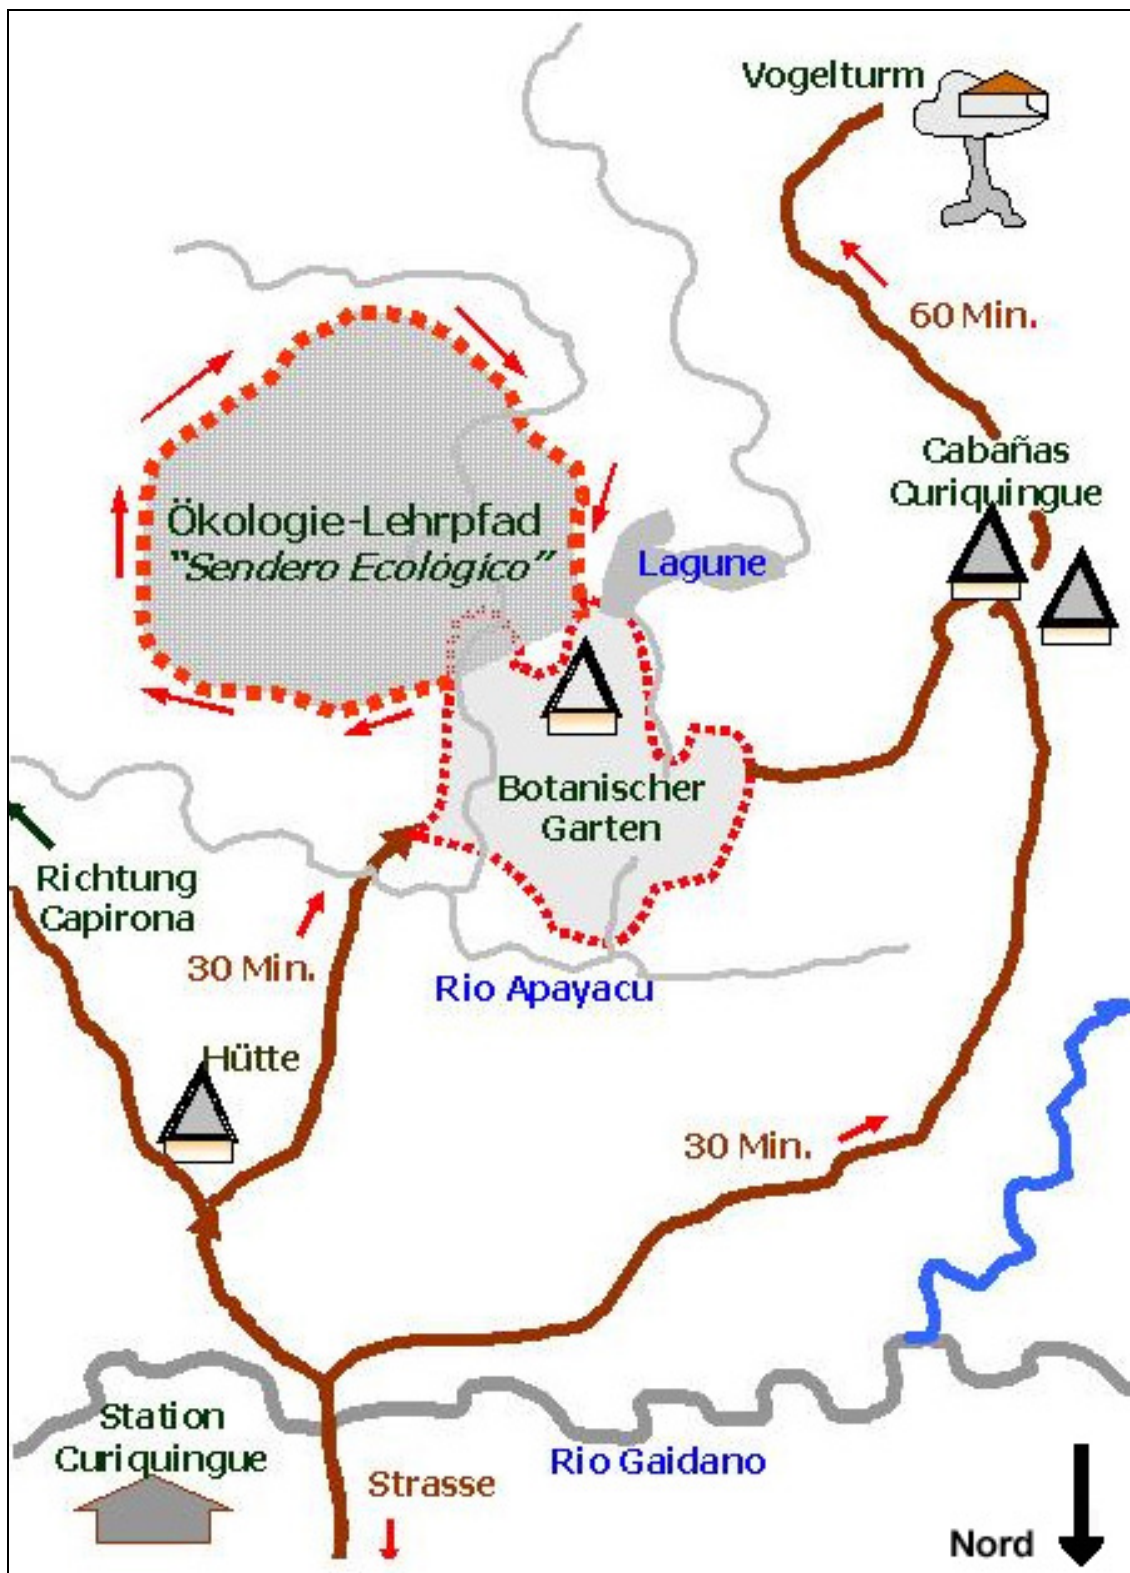 Vogelturm
60 Min.
Cabañas
Curiquingue
Ökologie-Lehrpfad
“Sendero Ecológico”
Lagune
Botanischer
Garten
Richtung
Capirona
30 Min.
Rio Apayacu
Hütte
30 Min.
Station
Curiquingue
Rio Gaidano
Strasse
Nord